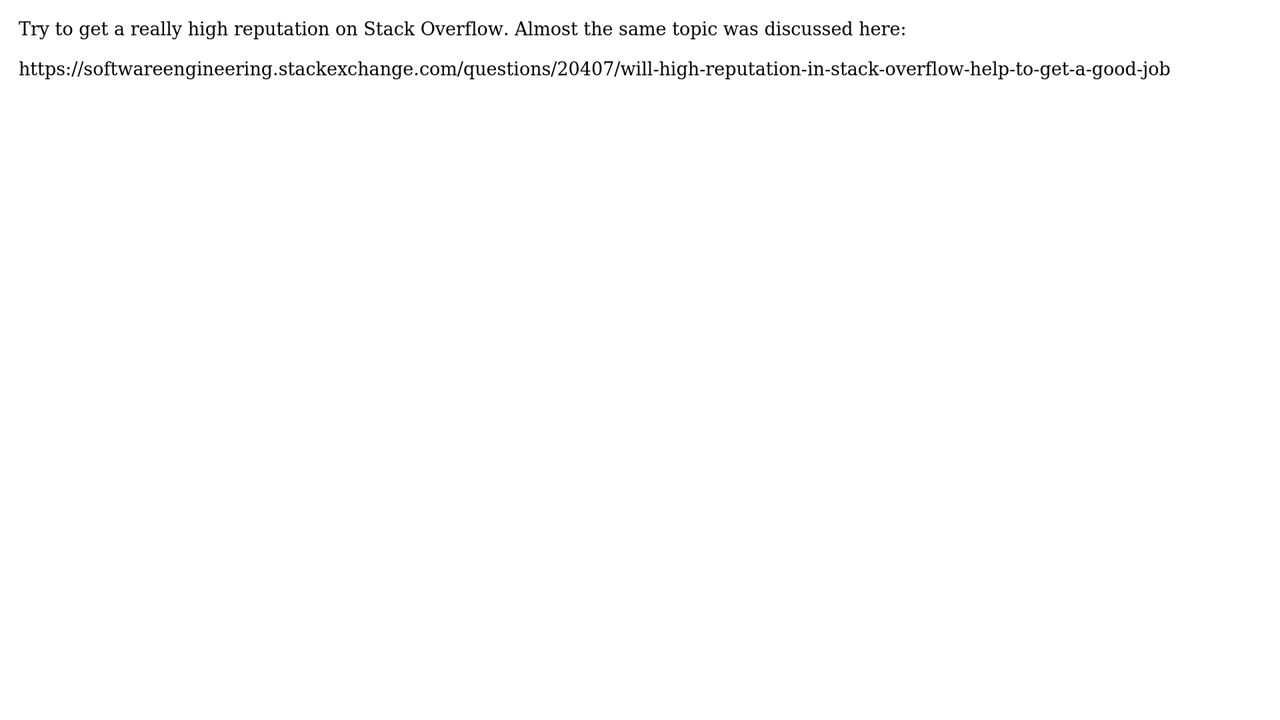 Try to get a really high reputation on Stack Overflow. Almost the same topic was discussed here:
https://softwareengineering.stackexchange.com/questions/20407/will-high-reputation-in-stack-overflow-help-to-get-a-good-job